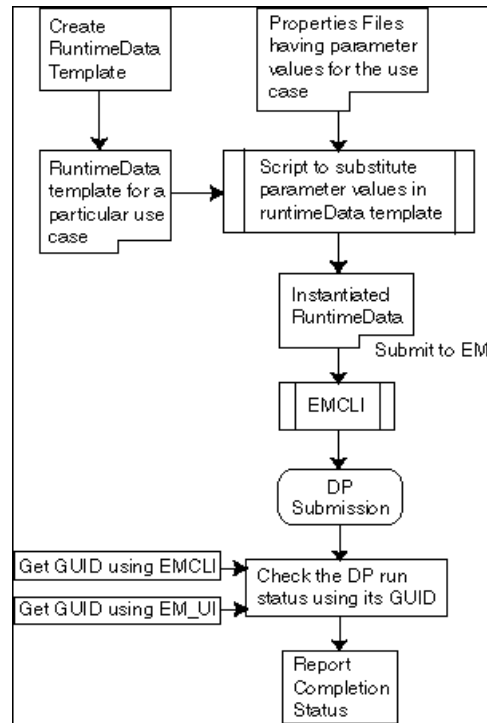 Create
RuntimeData
Template
Properties Files
having parameter
values for the use
case
RuntimeData
template for a
particular use
case
Script to substitute
parameter values in
runtimeData template
Instantiated
RuntimeData
Submit to EM
EMCLI
DP
Submission
Get GUID using EMCLI
Get GUID using EM_UI
Check the DP run
status using its GUID
Report
Completion
Status